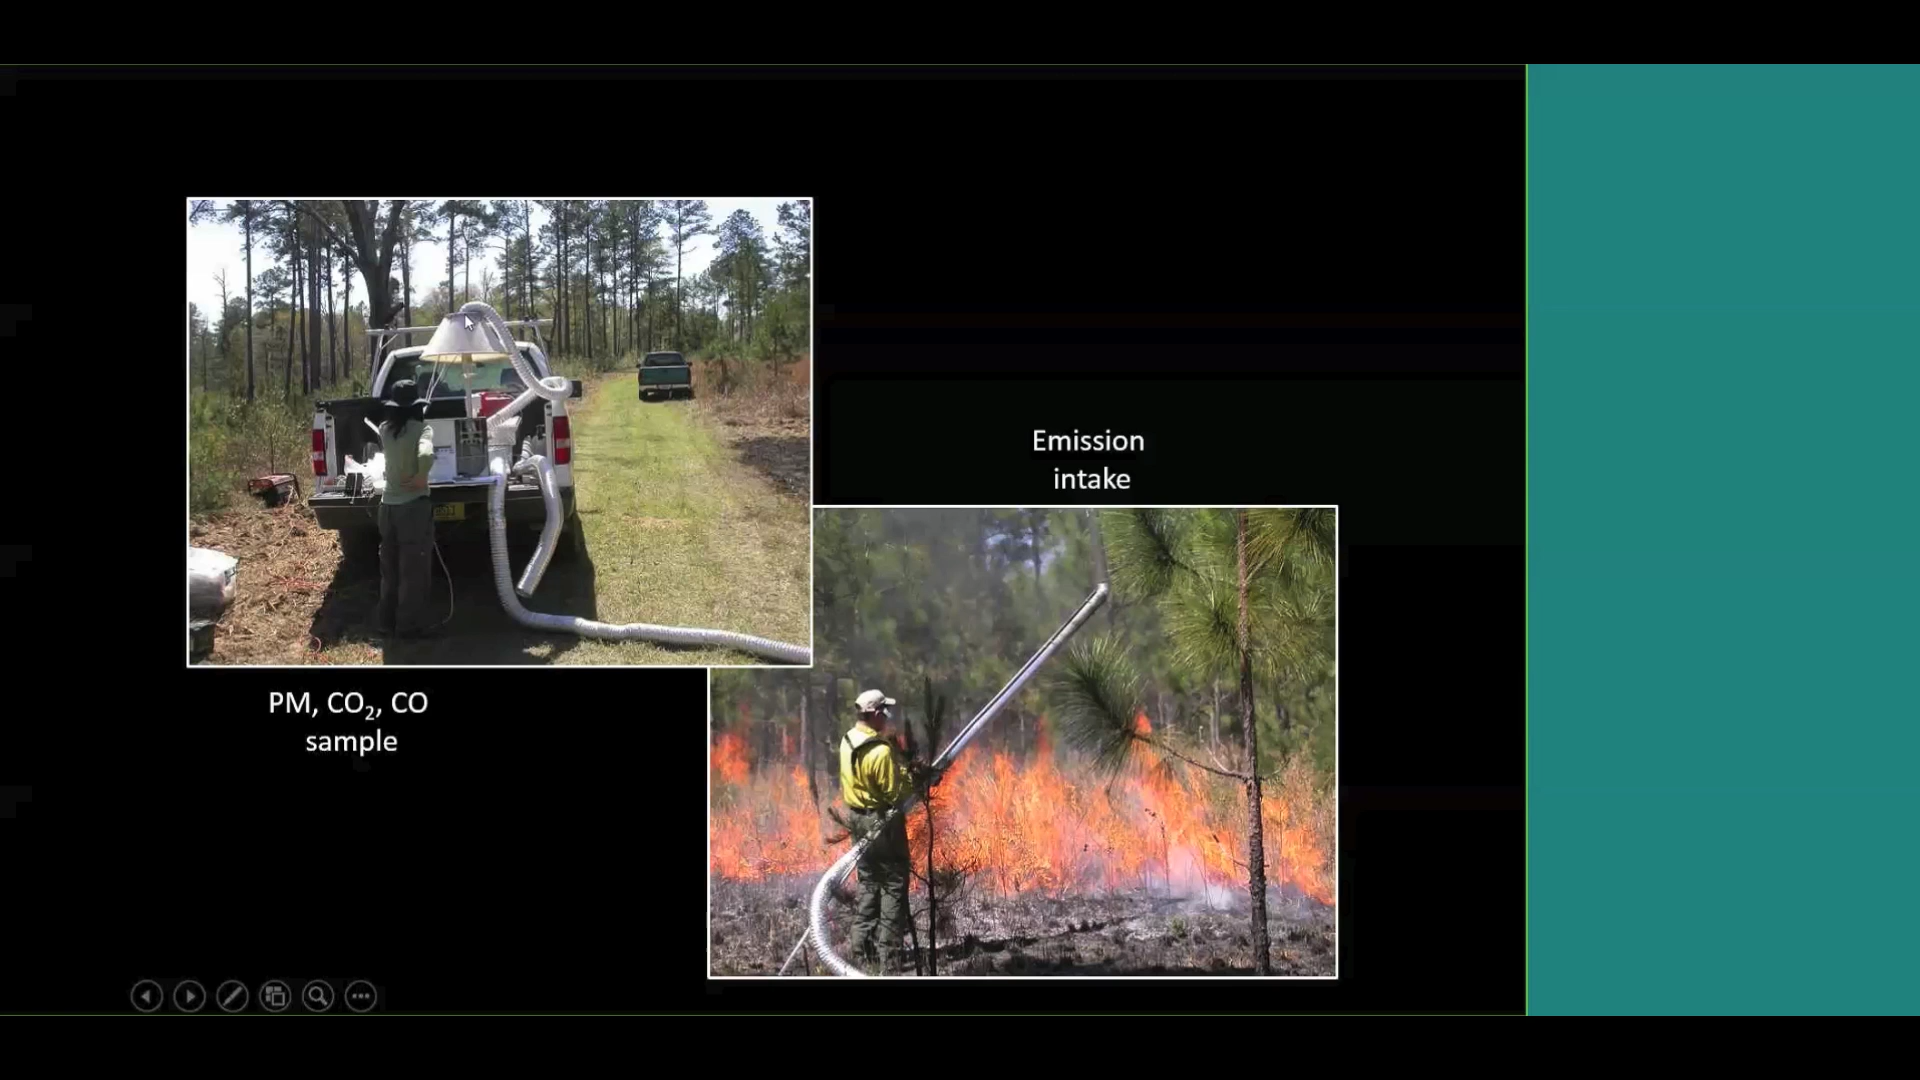 Emission
intake
PM, CO₂, CO
sample